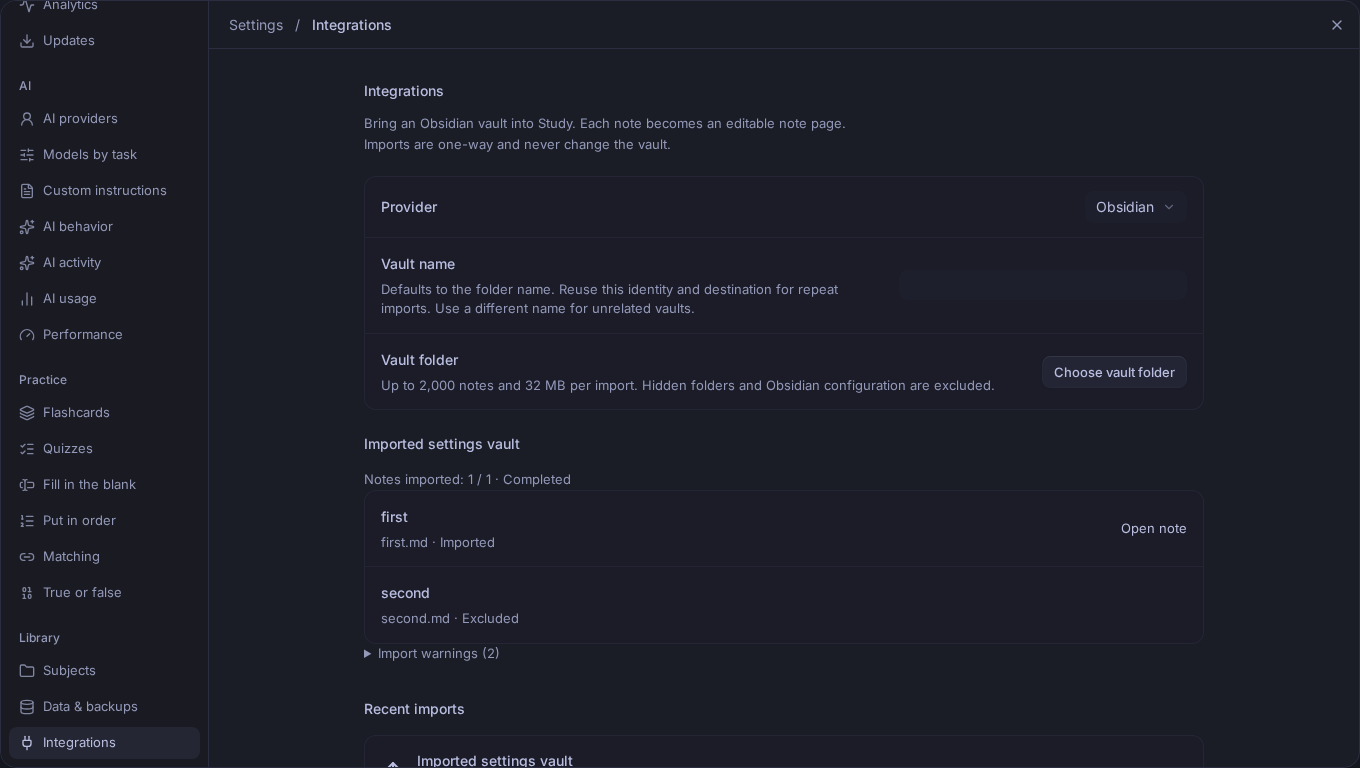 Analytics
Updates
AI
AI providers
Models by task
Custom instructions
AI behavior
AI activity
AI usage
Performance
Practice
Flashcards
Quizzes
Fill in the blank
Put in order
Matching
True or false
Library
Subjects
Data & backups
Integrations
Settings / Integrations
Integrations
Bring an Obsidian vault into Study. Each note becomes an editable note page.
Imports are one-way and never change the vault.
Provider
Obsidian
Vault name
Defaults to the folder name. Reuse this identity and destination for repeat
imports. Use a different name for unrelated vaults.
Vault folder
Up to 2,000 notes and 32 MB per import. Hidden folders and Obsidian configuration are excluded.
Choose vault folder
Imported settings vault
Notes imported: 1 / 1 · Completed
first
first.md · Imported
Open note
second
second.md · Excluded
Import warnings (2)
Recent imports
Imported settings vault